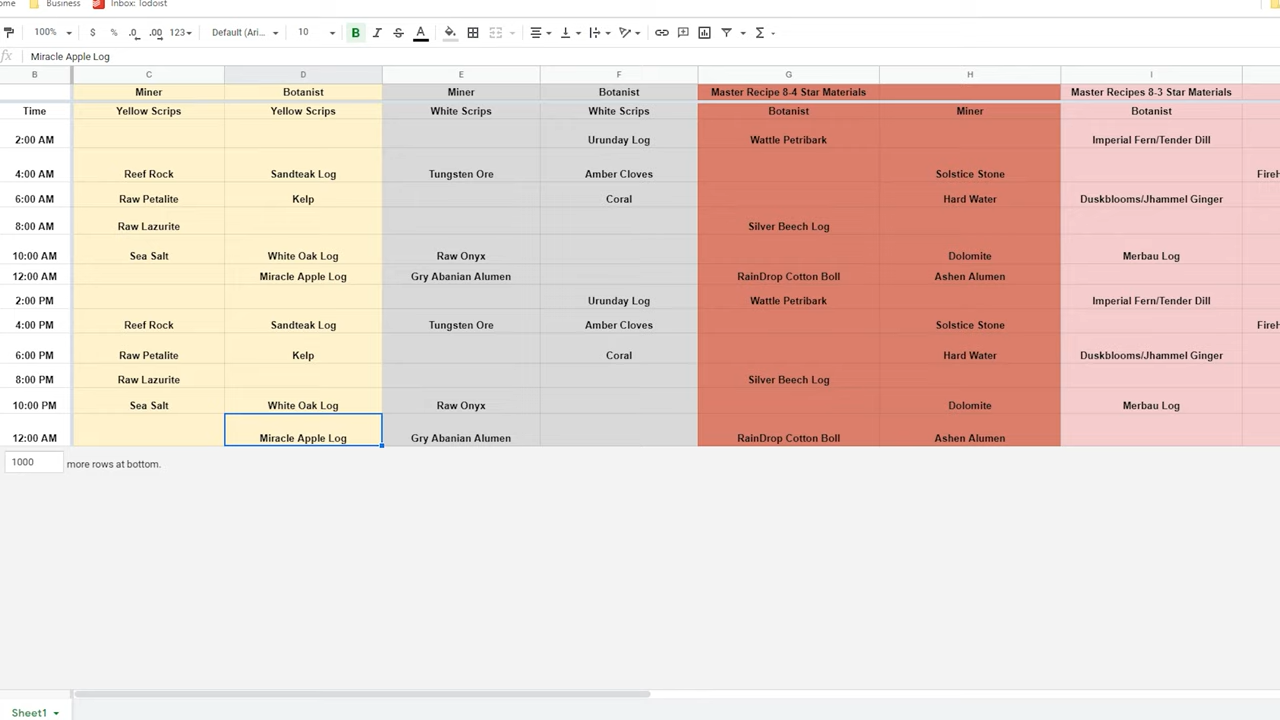 ome Business Inbox: Todoist
100% $ % .0 .00 123 Default (Ari... 10 B I S A
fx Miracle Apple Log
B C D E F G H I
Miner Botanist Miner Botanist Master Recipe 8-4 Star Materials Master Recipes 8-3 Star Materials
Time Yellow Scrips Yellow Scrips White Scrips White Scrips Botanist Miner Botanist
2:00 AM Urunday Log Wattle Petribark Imperial Fern/Tender Dill
4:00 AM Reef Rock Sandteak Log Tungsten Ore Amber Cloves Solstice Stone
6:00 AM Raw Petalite Kelp Coral Hard Water Duskblooms/Jhammel Ginger
8:00 AM Raw Lazurite Silver Beech Log
10:00 AM Sea Salt White Oak Log Raw Onyx Dolomite Merbau Log
12:00 AM Miracle Apple Log Gry Abanian Alumen RainDrop Cotton Boll Ashen Alumen
2:00 PM Urunday Log Wattle Petribark Imperial Fern/Tender Dill
4:00 PM Reef Rock Sandteak Log Tungsten Ore Amber Cloves Solstice Stone
6:00 PM Raw Petalite Kelp Coral Hard Water Duskblooms/Jhammel Ginger
8:00 PM Raw Lazurite Silver Beech Log
10:00 PM Sea Salt White Oak Log Raw Onyx Dolomite Merbau Log
12:00 AM Miracle Apple Log Gry Abanian Alumen RainDrop Cotton Boll Ashen Alumen
1000 more rows at bottom.
Sheet1